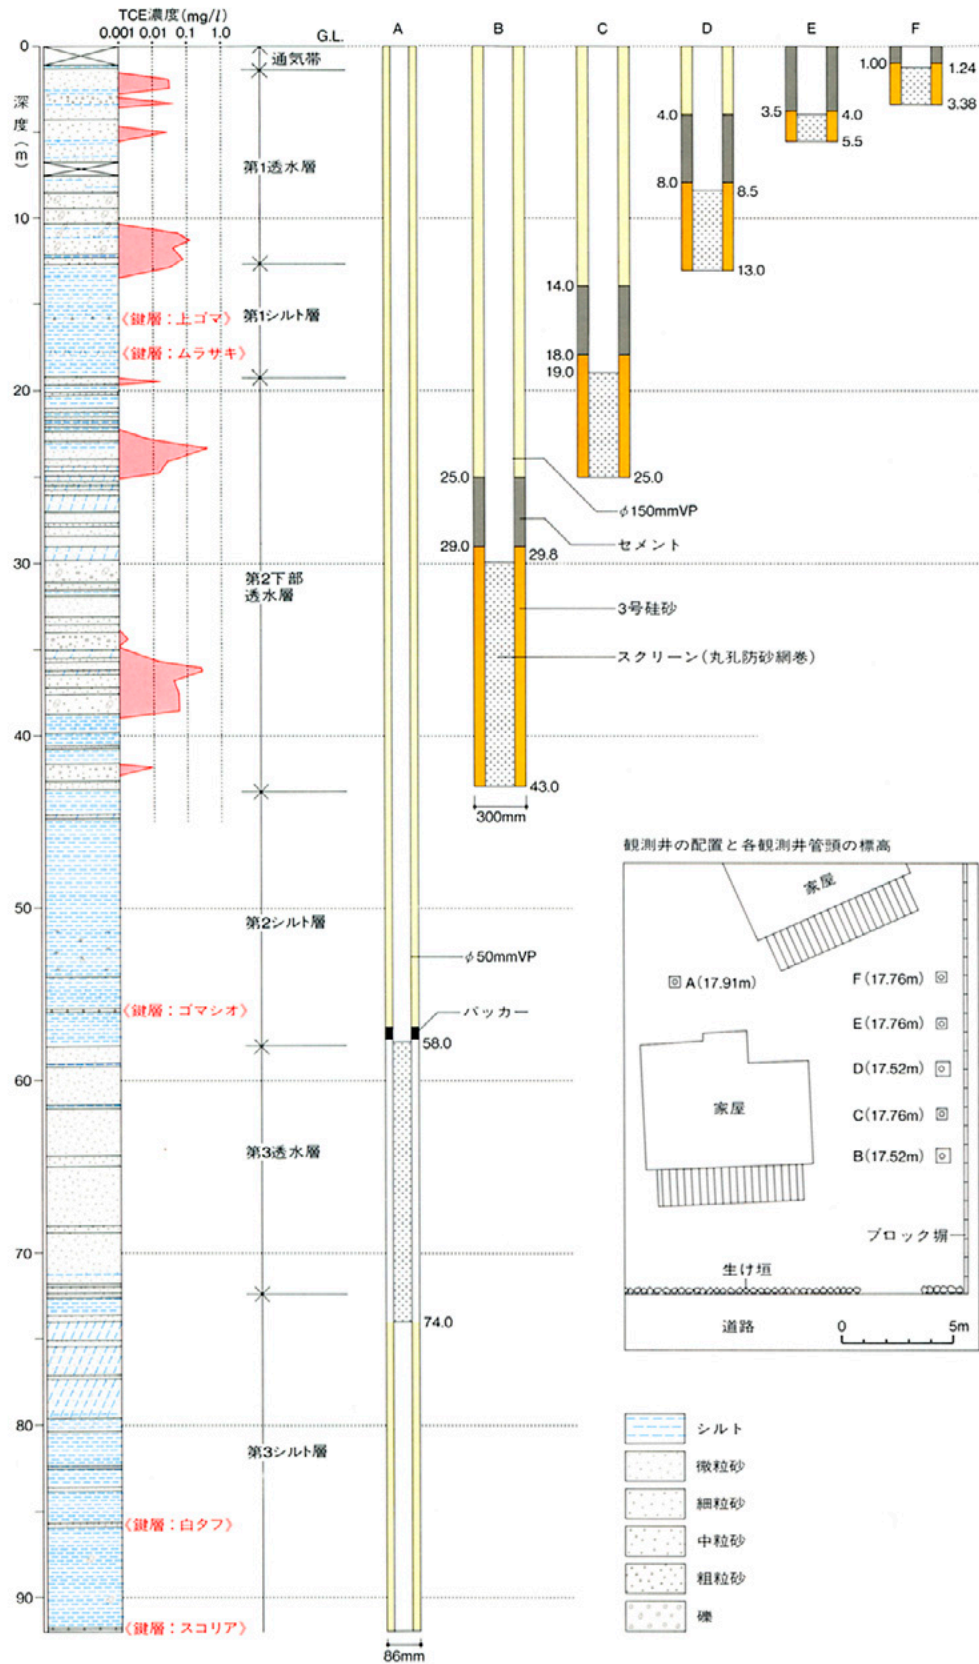 TCE濃度(mg/l)
0.001 0.01 0.1 1.0
G.L.
A
B
C
D
E
F
深度(m)
0
10
20
30
40
50
60
70
80
90
通気帯
第1透水層
第1シルト層
第2下部
透水層
第2シルト層
第3透水層
第3シルト層
《鍵層:上ゴマ》
《鍵層:ムラサキ》
《鍵層:ゴマシオ》
《鍵層:白タフ》
《鍵層:スコリア》
58.0
74.0
86mm
25.0
29.0
29.8
43.0
300mm
14.0
18.0
19.0
25.0
4.0
8.0
8.5
13.0
3.5
4.0
5.5
1.00
1.24
3.38
φ150mmVP
セメント
3号硅砂
スクリーン(丸孔防砂網巻)
φ50mmVP
パッカー
観測井の配置と各観測井管頭の標高
家屋
A(17.91m)
F(17.76m)
E(17.76m)
D(17.52m)
C(17.76m)
B(17.52m)
家屋
ブロック塀
生け垣
道路
0
5m
シルト
微粒砂
細粒砂
中粒砂
粗粒砂
礫